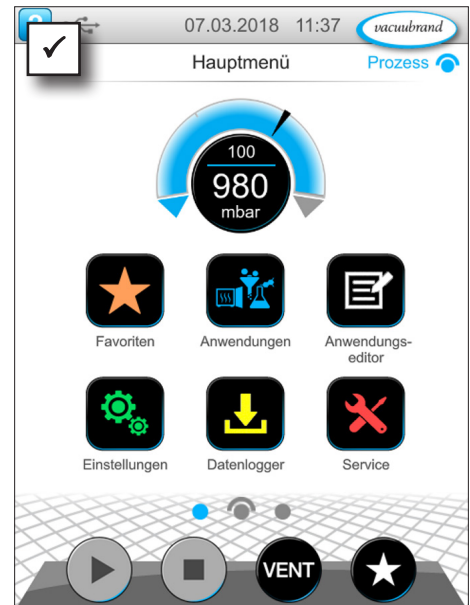 07.03.2018 11:37 vacuubrand
Hauptmenü Prozess
100
980
mbar
Favoriten Anwendungen Anwendungs-
editor
Einstellungen Datenlogger Service
VENT